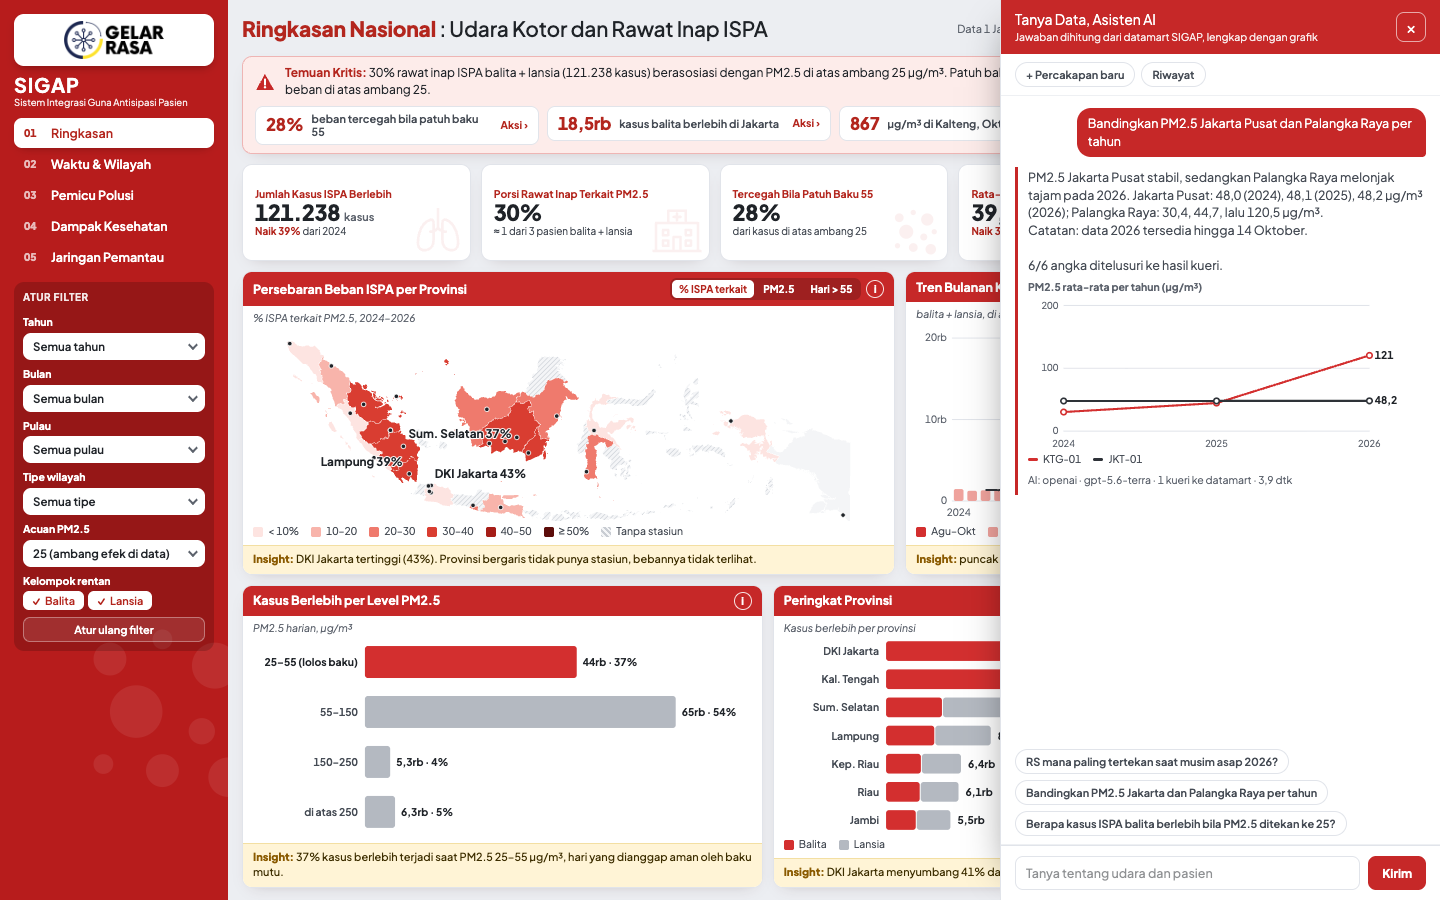 GELAR
RASA
SIGAP
Sistem Integrasi Guna Antisipasi Pasien
01 Ringkasan
02 Waktu & Wilayah
03 Pemicu Polusi
04 Dampak Kesehatan
05 Jaringan Pemantau
ATUR FILTER
Tahun
Semua tahun
Bulan
Semua bulan
Pulau
Semua pulau
Tipe wilayah
Semua tipe
Acuan PM2.5
25 (ambang efek di data)
Kelompok rentan
✓ Balita ✓ Lansia
Atur ulang filter
Ringkasan Nasional : Udara Kotor dan Rawat Inap ISPA
Data 1 Ja
Temuan Kritis: 30% rawat inap ISPA balita + lansia (121.238 kasus) berasosiasi dengan PM2.5 di atas ambang 25 µg/m³. Patuh bal
beban di atas ambang 25.
28% beban tercegah bila patuh baku 55 Aksi ›
18,5rb kasus balita berlebih di Jakarta Aksi ›
867 µg/m³ di Kalteng, Okt
Jumlah Kasus ISPA Berlebih
121.238 kasus
Naik 39% dari 2024
Porsi Rawat Inap Terkait PM2.5
30%
≈ 1 dari 3 pasien balita + lansia
Tercegah Bila Patuh Baku 55
28%
dari kasus di atas ambang 25
Rata-
39,
Naik 3
Persebaran Beban ISPA per Provinsi
% ISPA terkait PM2.5 Hari > 55 i
% ISPA terkait PM2.5, 2024–2026
Sum. Selatan 37%
Lampung 39%
DKI Jakarta 43%
< 10% 10–20 20–30 30–40 40–50 ≥ 50% Tanpa stasiun
Insight: DKI Jakarta tertinggi (43%). Provinsi bergaris tidak punya stasiun, bebannya tidak terlihat.
Tren Bulanan K
balita + lansia, di a
20rb
10rb
0
2024
Agu–Okt
Insight: puncak
Kasus Berlebih per Level PM2.5 i
PM2.5 harian, µg/m³
25–55 (lolos baku) 44rb · 37%
55–150 65rb · 54%
150–250 5,3rb · 4%
di atas 250 6,3rb · 5%
Insight: 37% kasus berlebih terjadi saat PM2.5 25–55 µg/m³, hari yang dianggap aman oleh baku
mutu.
Peringkat Provinsi
Kasus berlebih per provinsi
DKI Jakarta
Kal. Tengah
Sum. Selatan
Lampung
Kep. Riau 6,4rb
Riau 6,1rb
Jambi 5,5rb
Balita Lansia
Insight: DKI Jakarta menyumbang 41% da
Tanya Data, Asisten AI
Jawaban dihitung dari datamart SIGAP, lengkap dengan grafik
×
+ Percakapan baru Riwayat
Bandingkan PM2.5 Jakarta Pusat dan Palangka Raya per
tahun
PM2.5 Jakarta Pusat stabil, sedangkan Palangka Raya melonjak
tajam pada 2026. Jakarta Pusat: 48,0 (2024), 48,1 (2025), 48,2 µg/m³
(2026); Palangka Raya: 30,4, 44,7, lalu 120,5 µg/m³.
Catatan: data 2026 tersedia hingga 14 Oktober.
6/6 angka ditelusuri ke hasil kueri.
PM2.5 rata-rata per tahun (µg/m³)
200
100
0
121
48,2
2024 2025 2026
KTG-01 JKT-01
AI: openai · gpt-5.6-terra · 1 kueri ke datamart · 3,9 dtk
RS mana paling tertekan saat musim asap 2026?
Bandingkan PM2.5 Jakarta dan Palangka Raya per tahun
Berapa kasus ISPA balita berlebih bila PM2.5 ditekan ke 25?
Tanya tentang udara dan pasien
Kirim